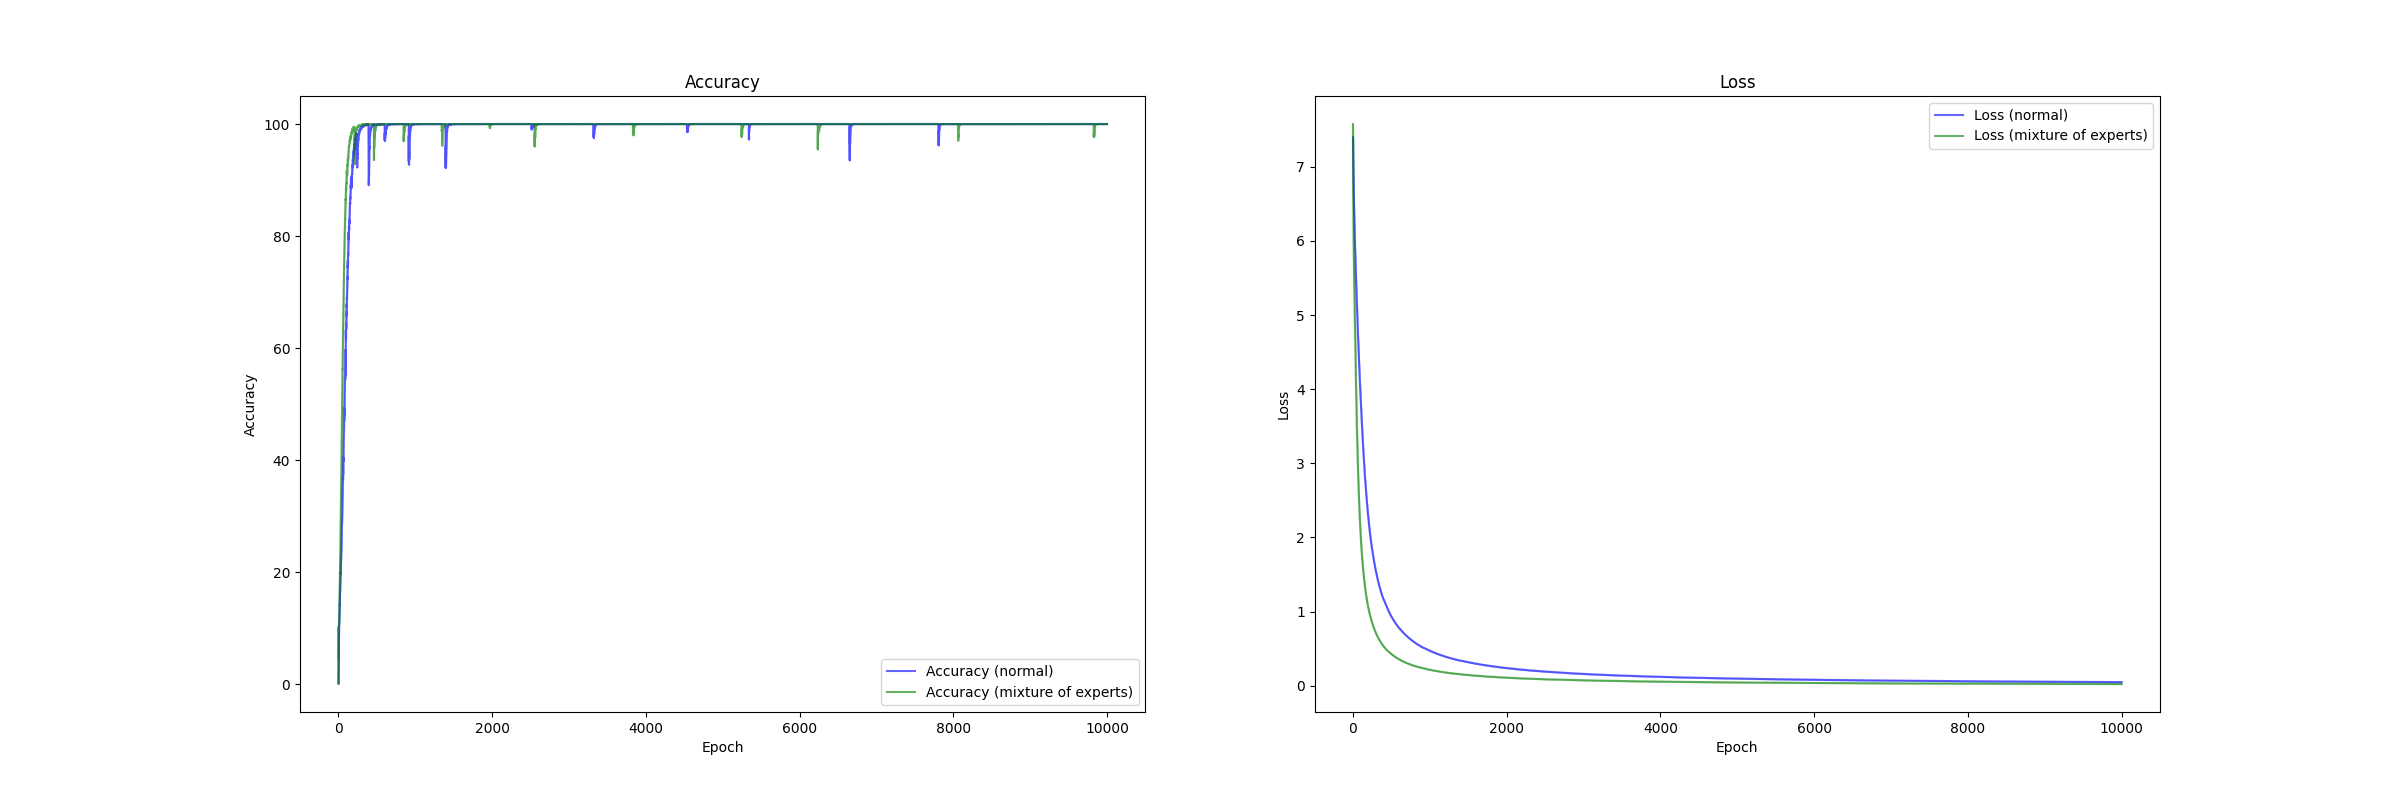 Accuracy
100
80
60
40
20
0
Accuracy
0 2000 4000 6000 8000 10000
Epoch
Accuracy (normal)
Accuracy (mixture of experts)
Loss
7
6
5
4
3
2
1
0
Loss
0 2000 4000 6000 8000 10000
Epoch
Loss (normal)
Loss (mixture of experts)